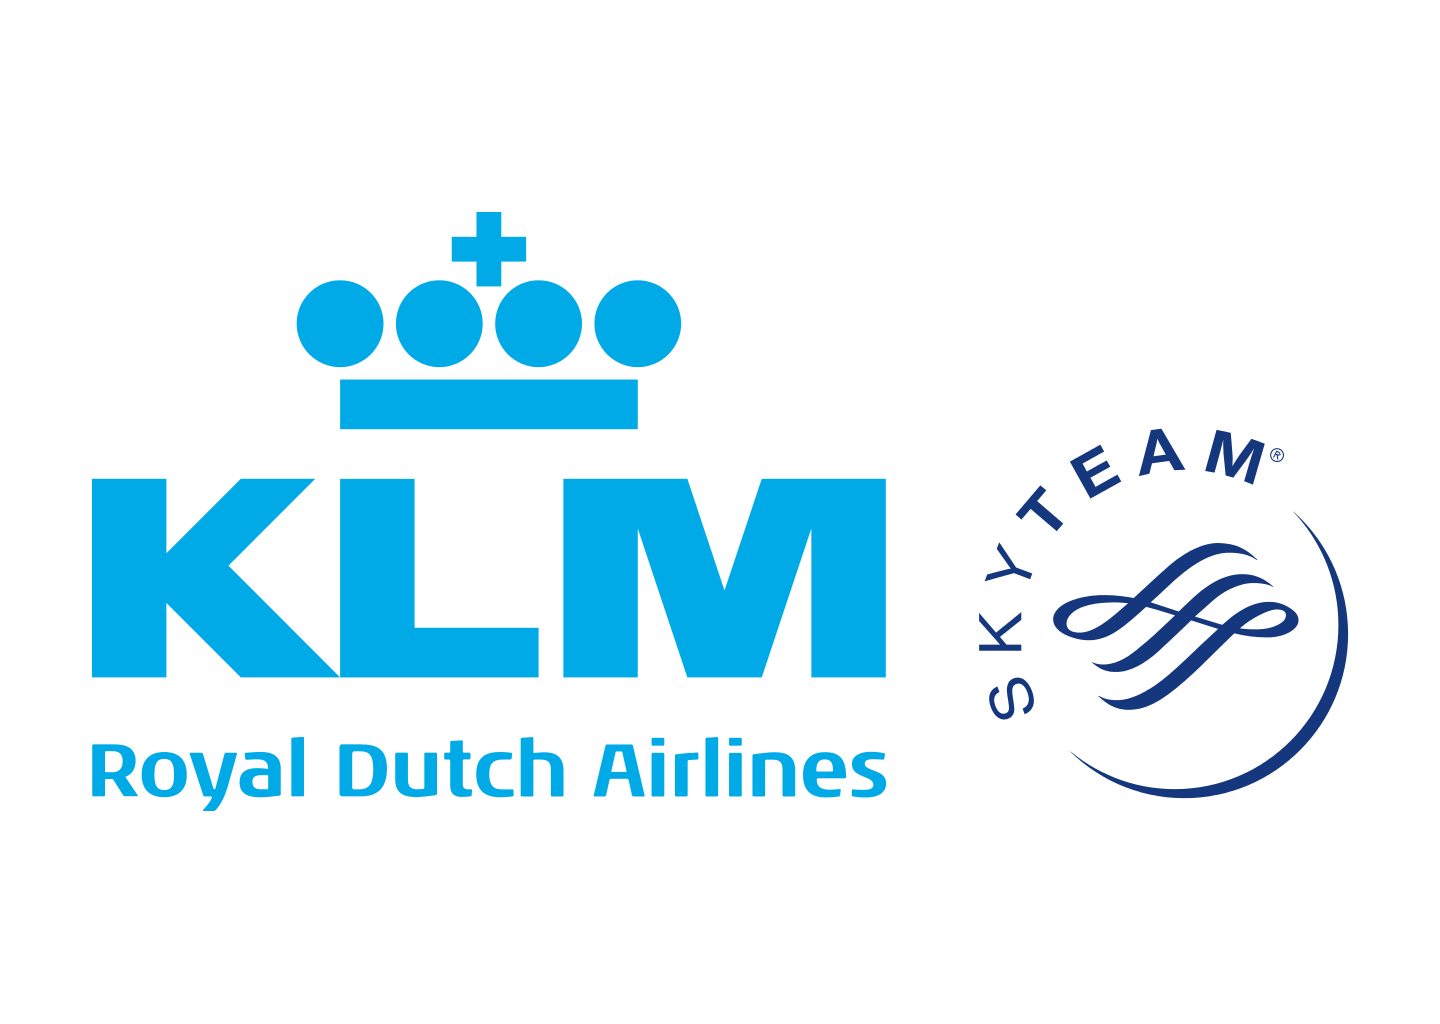 KLM
Royal Dutch Airlines
SKYTEAM®